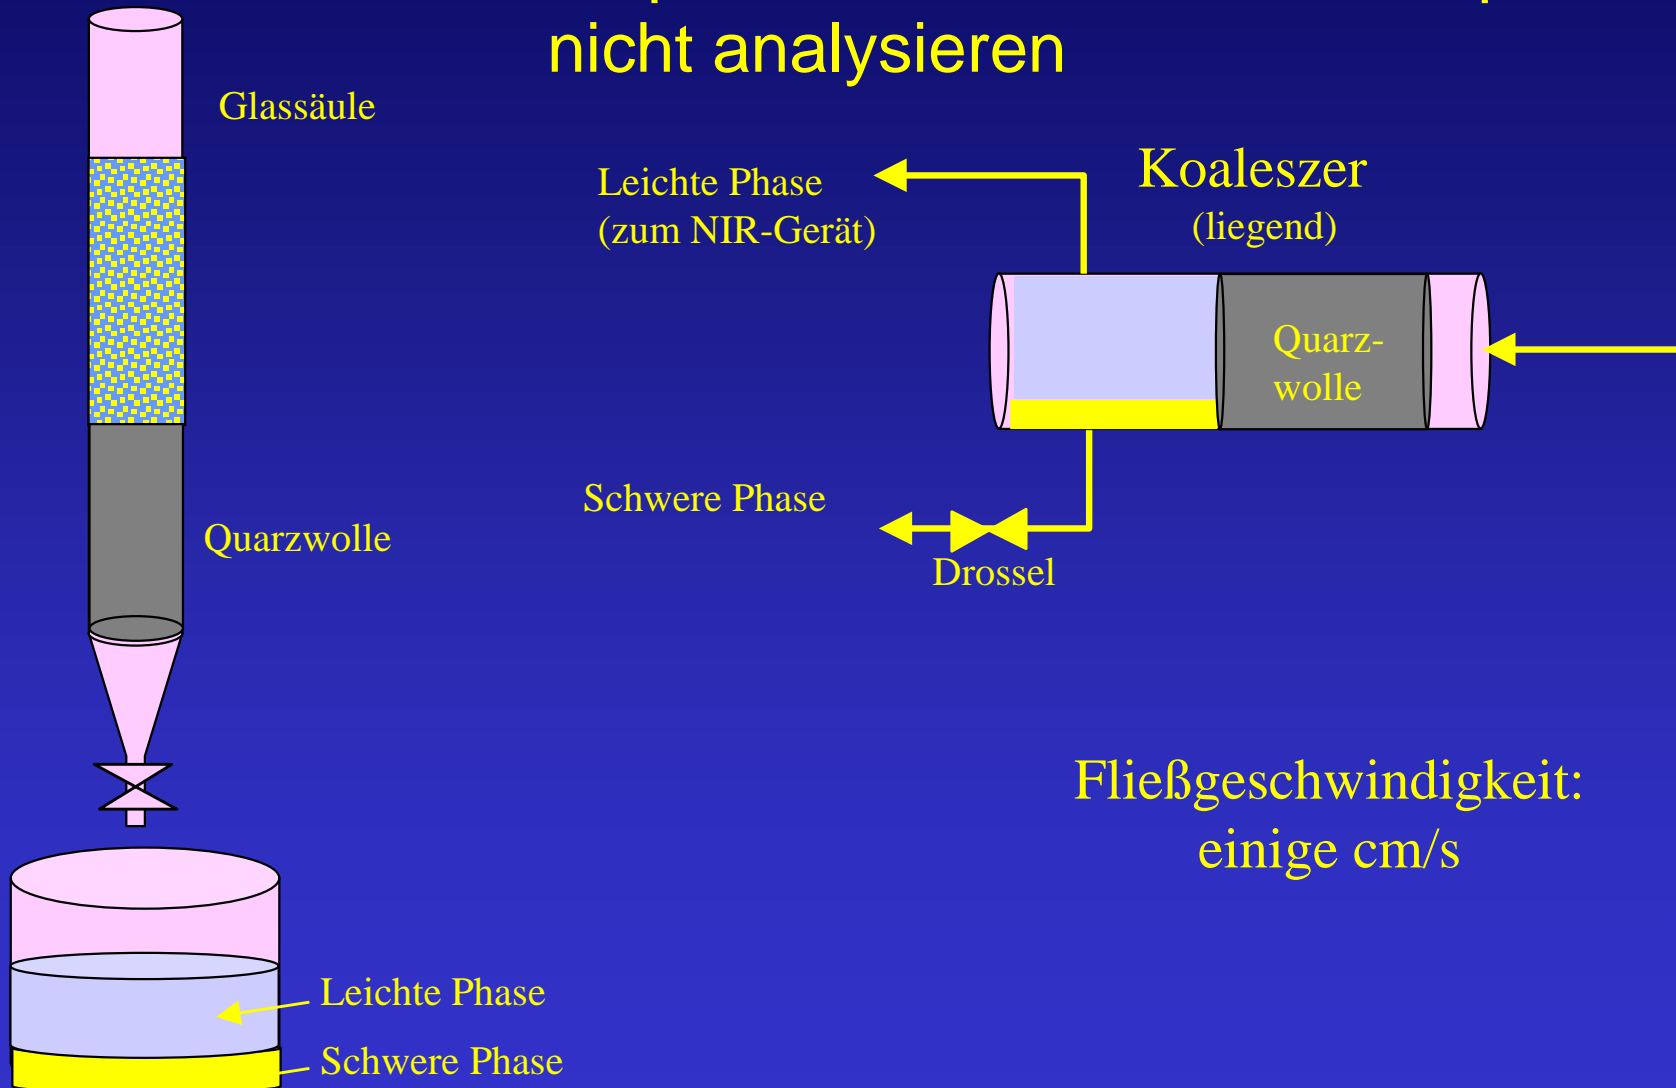 nicht analysieren
Glassäule
Leichte Phase
(zum NIR-Gerät)
Koaleszer
(liegend)
Quarz-
wolle
Schwere Phase
Drossel
Quarzwolle
Fließgeschwindigkeit:
einige cm/s
Leichte Phase
Schwere Phase